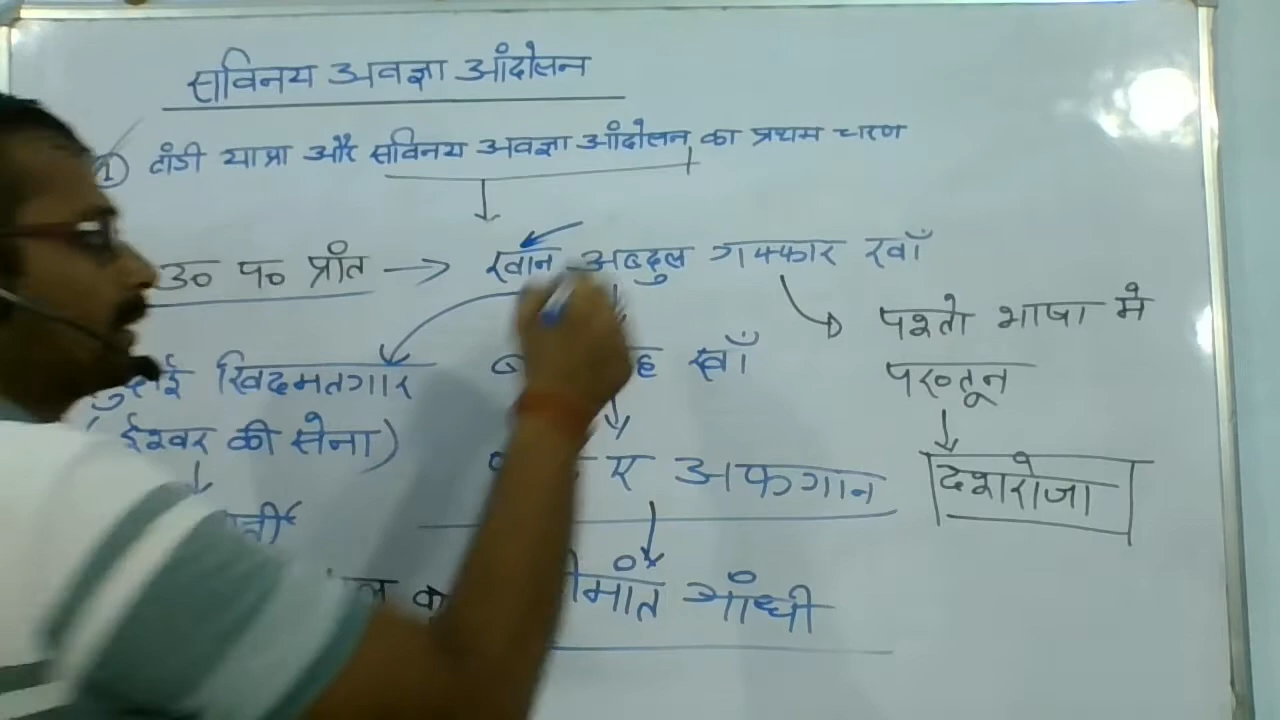 सविनय अवज्ञा आंदोलन
1 दांडी यात्रा और सविनय अवज्ञा आंदोलन का प्रथम चरण
उ० प० प्रांत → खान अब्दुल गफ्फार खाँ
पश्तो भाषा मे
पख्तून
दशरोजा
खिदमतगार
(ईश्वर की सेना)
खाँ
ए अफगान
गाँधी